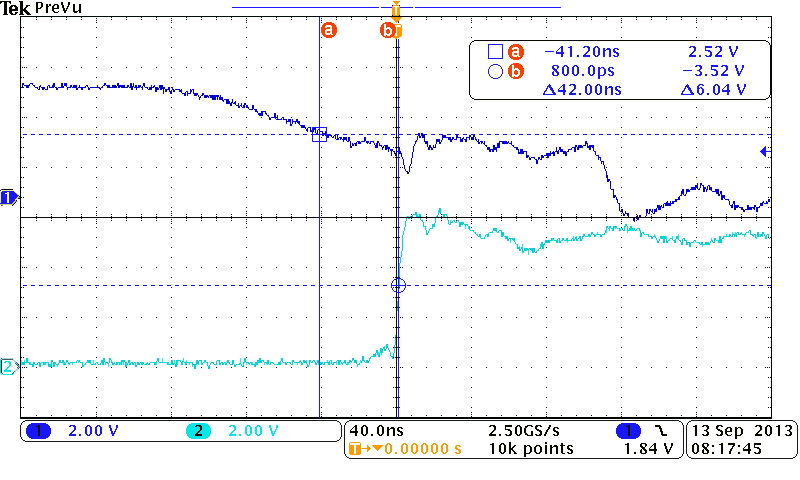 Tek PreVu
T
a b T
a −41.20ns 2.52 V
b 800.0ps −3.52 V
Δ42.00ns Δ6.04 V
1
2
1 2.00 V 2 2.00 V
40.0ns 2.50GS/s 1 1.84 V
T→▼0.00000 s 10k points
13 Sep 2013
08:17:45